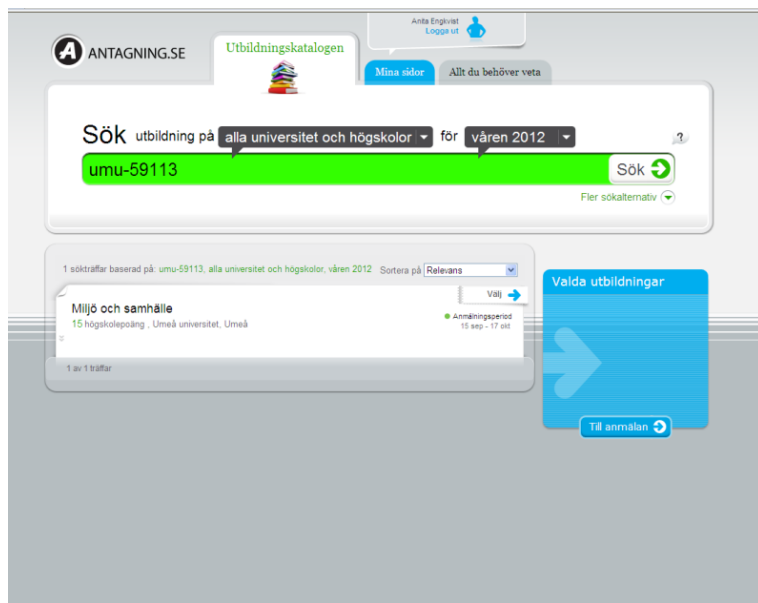 Anita Engkvist
Logga ut
ANTAGNING.SE
Utbildningskatalogen
Mina sidor
Allt du behöver veta
Sök utbildning på alla universitet och högskolor för våren 2012
?
umu-59113
Sök
Fler sökalternativ
1 sökträffar baserad på: umu-59113, alla universitet och högskolor, våren 2012 Sortera på Relevans
Välj
Miljö och samhälle
15 högskolepoäng , Umeå universitet, Umeå
Anmälningsperiod
15 sep - 17 okt
1 av 1 träffar
Valda utbildningar
Till anmälan